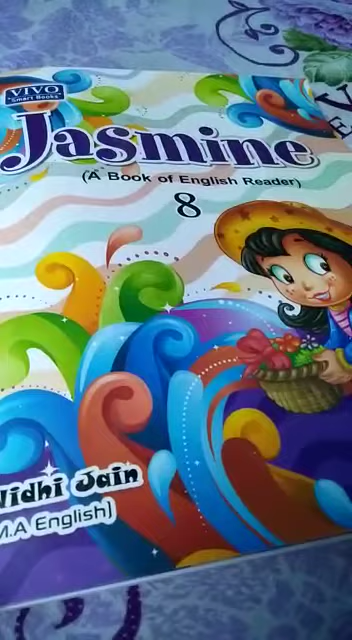 VIVO
"Smart Books"
Jasmine
(A Book of English Reader)
8
Nidhi Jain
M.A English)